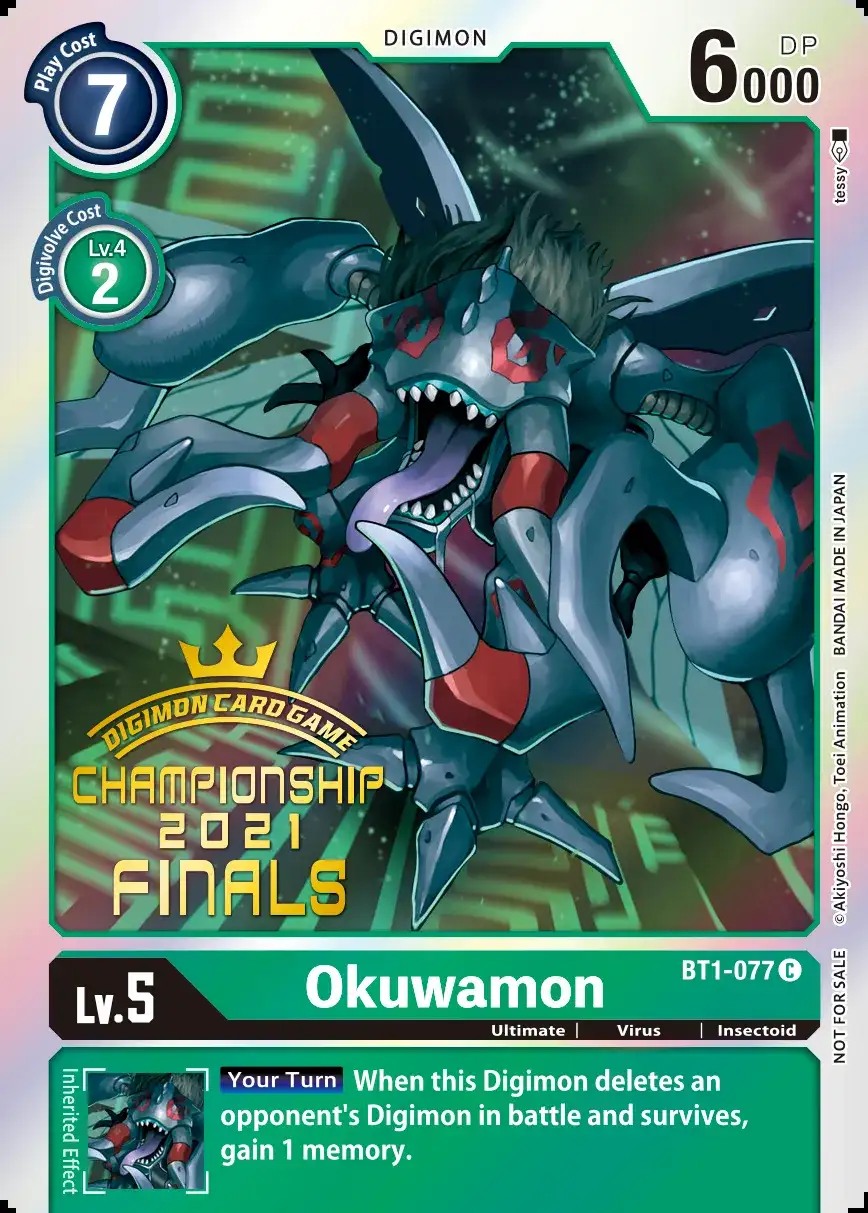 DIGIMON
Play Cost
7
DP
6000
Digivolve Cost
Lv.4
2
tessy
DIGIMON CARD GAME
CHAMPIONSHIP
2021
FINALS
©Akiyoshi Hongo, Toei Animation BANDAI MADE IN JAPAN
NOT FOR SALE
Lv.5
Okuwamon
BT1-077 C
Ultimate | Virus | Insectoid
Inherited Effect
Your Turn When this Digimon deletes an
opponent's Digimon in battle and survives,
gain 1 memory.